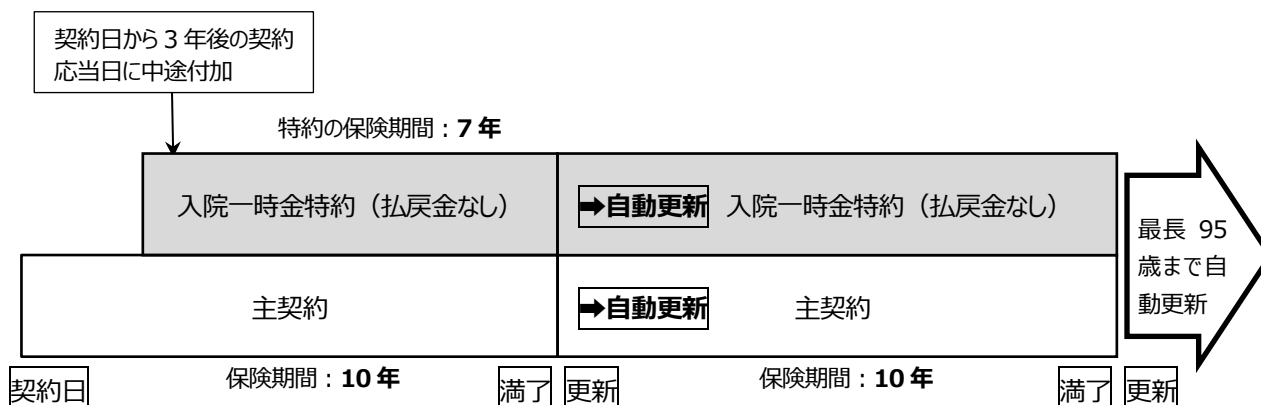 契約日から 3 年後の契約
応当日に中途付加
特約の保険期間：7 年
入院一時金特約（払戻金なし）
➡自動更新 入院一時金特約（払戻金なし）
最長 95
歳まで自
動更新
主契約
➡自動更新 主契約
契約日 保険期間：10 年 満了 更新 保険期間：10 年 満了 更新